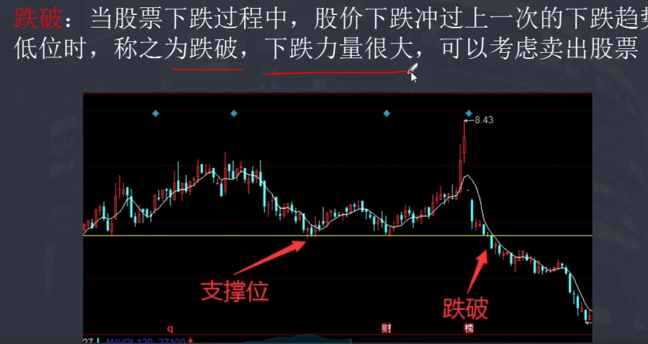 跌破：当股票下跌过程中，股价下跌冲过上一次的下跌趋
低位时，称之为跌破，下跌力量很大，可以考虑卖出股票
8.43
支撑位
跌破
q
财
榜